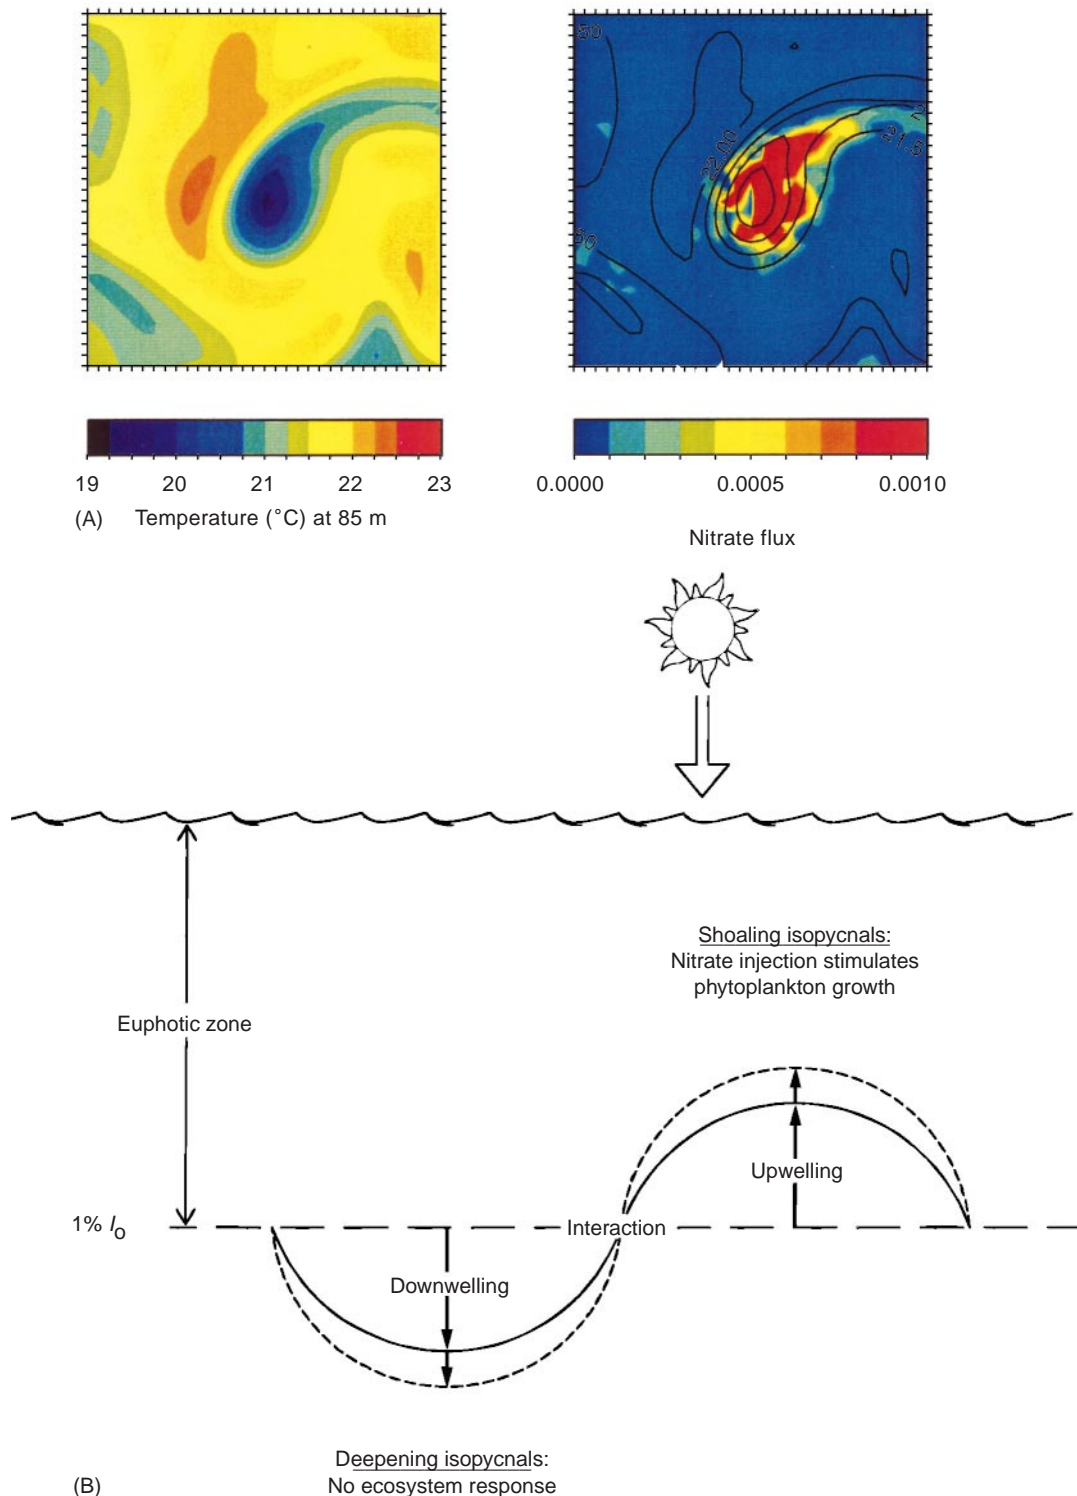 50
22.00
2
21.5
50
19 20 21 22 23
(A) Temperature (°C) at 85 m
0.0000 0.0005 0.0010
Nitrate flux
Shoaling isopycnals:
Nitrate injection stimulates
phytoplankton growth
Euphotic zone
Upwelling
1% Io
Interaction
Downwelling
Deepening isopycnals:
(B) No ecosystem response